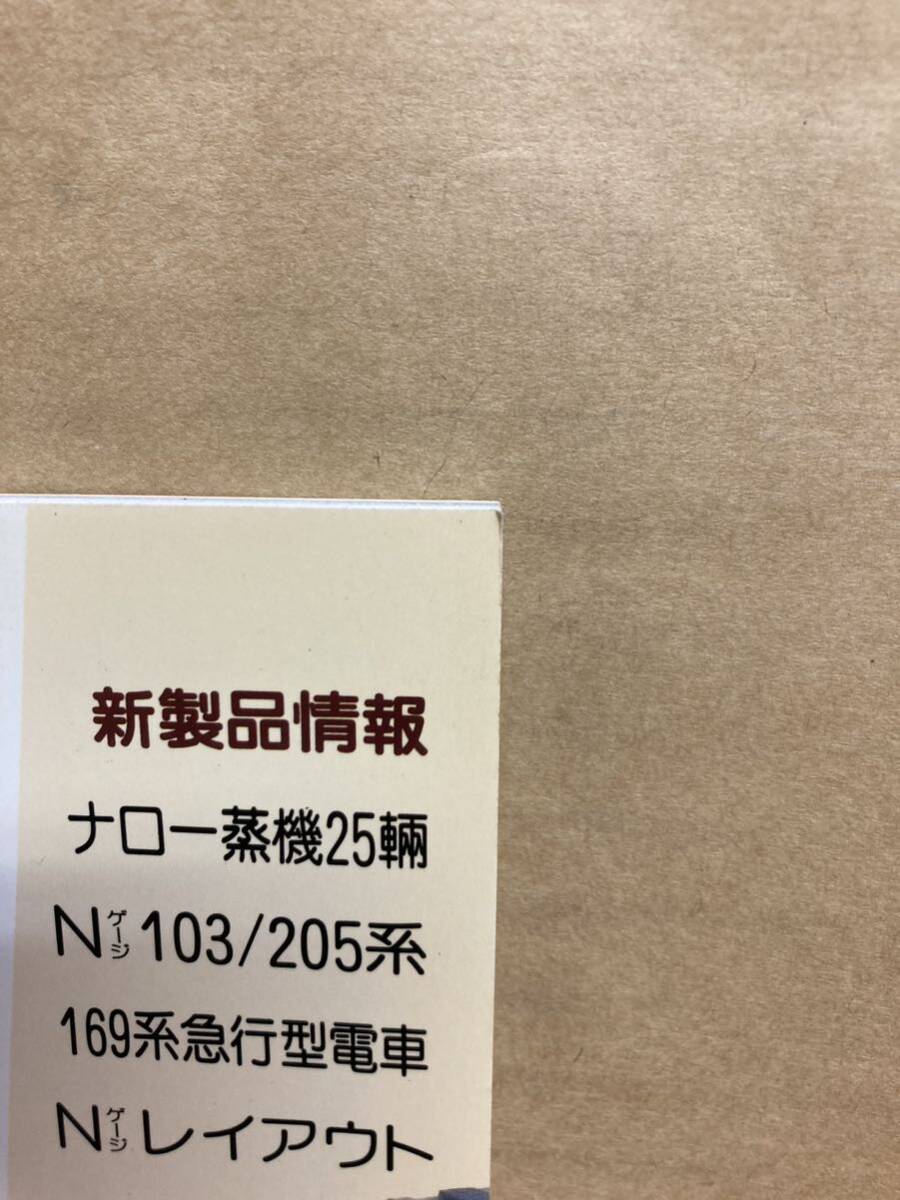 新製品情報
ナロー蒸機25輛
Nゲージ103/205系
169系急行型電車
Nゲージレイアウト